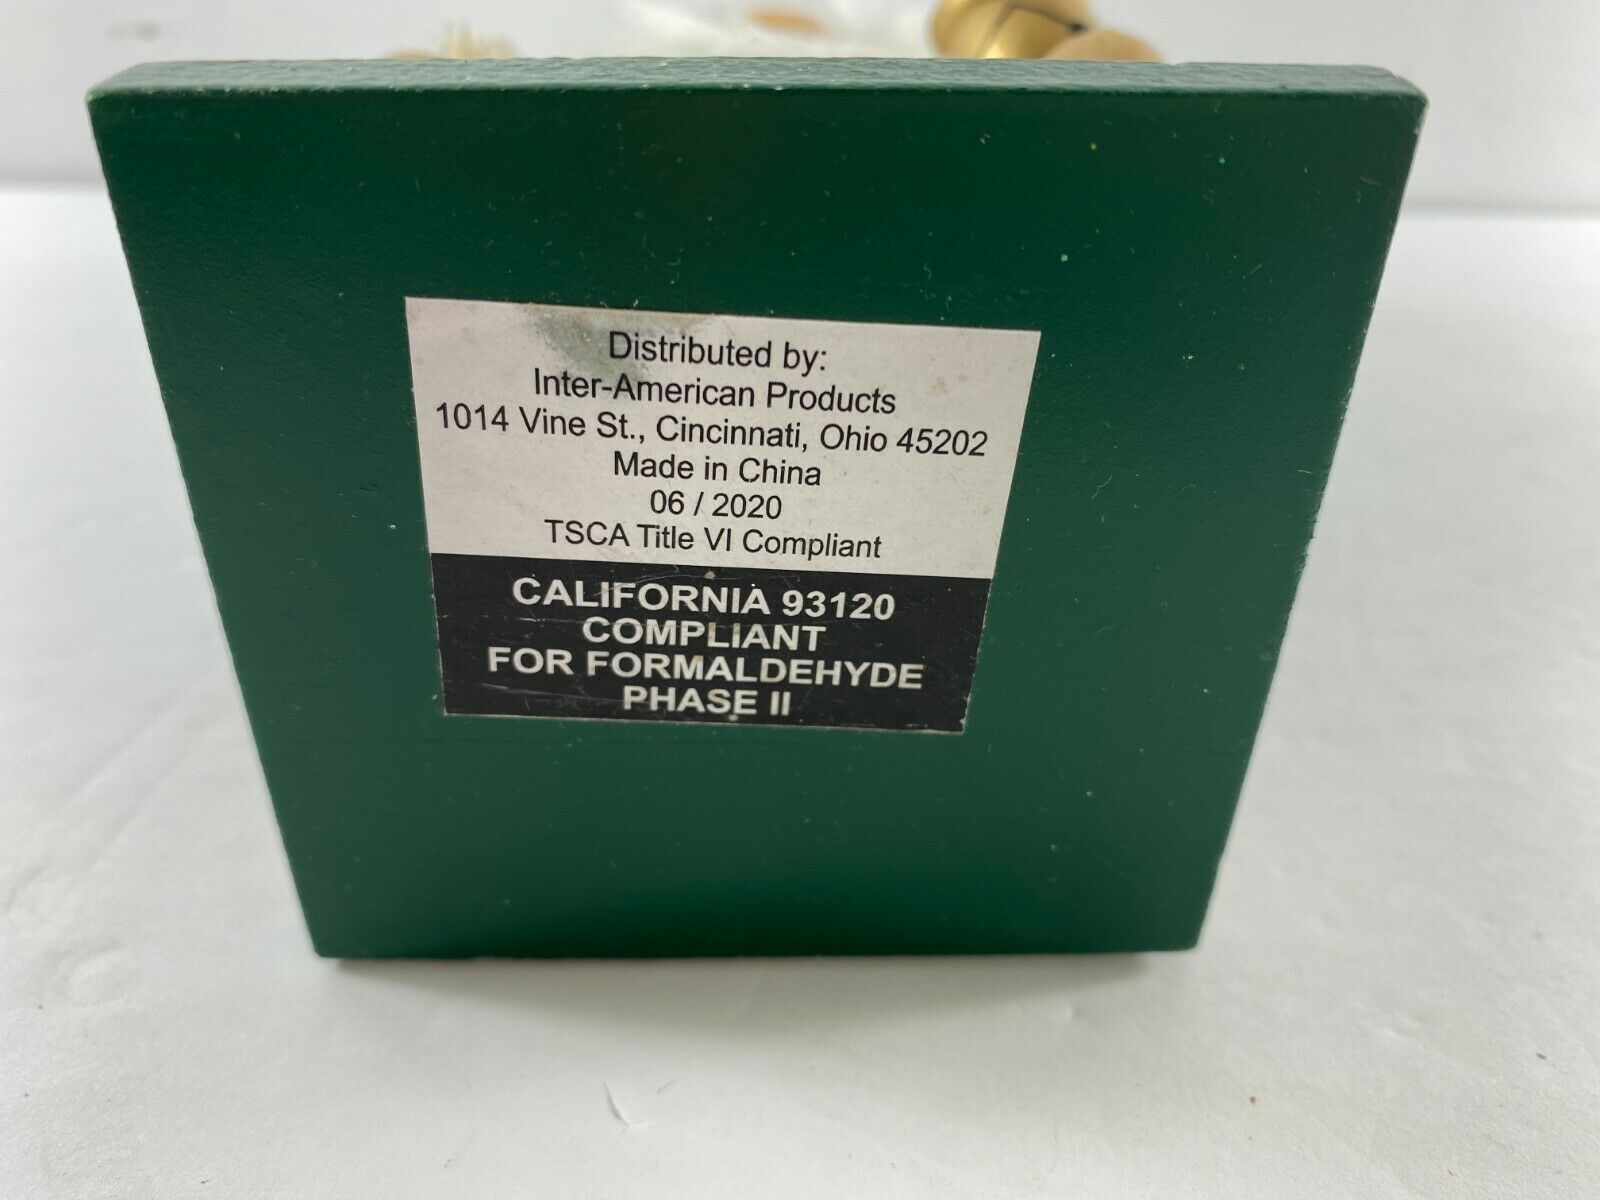 Distributed by:
Inter-American Products
1014 Vine St., Cincinnati, Ohio 45202
Made in China
06 / 2020
TSCA Title VI Compliant
CALIFORNIA 93120
COMPLIANT
FOR FORMALDEHYDE
PHASE II